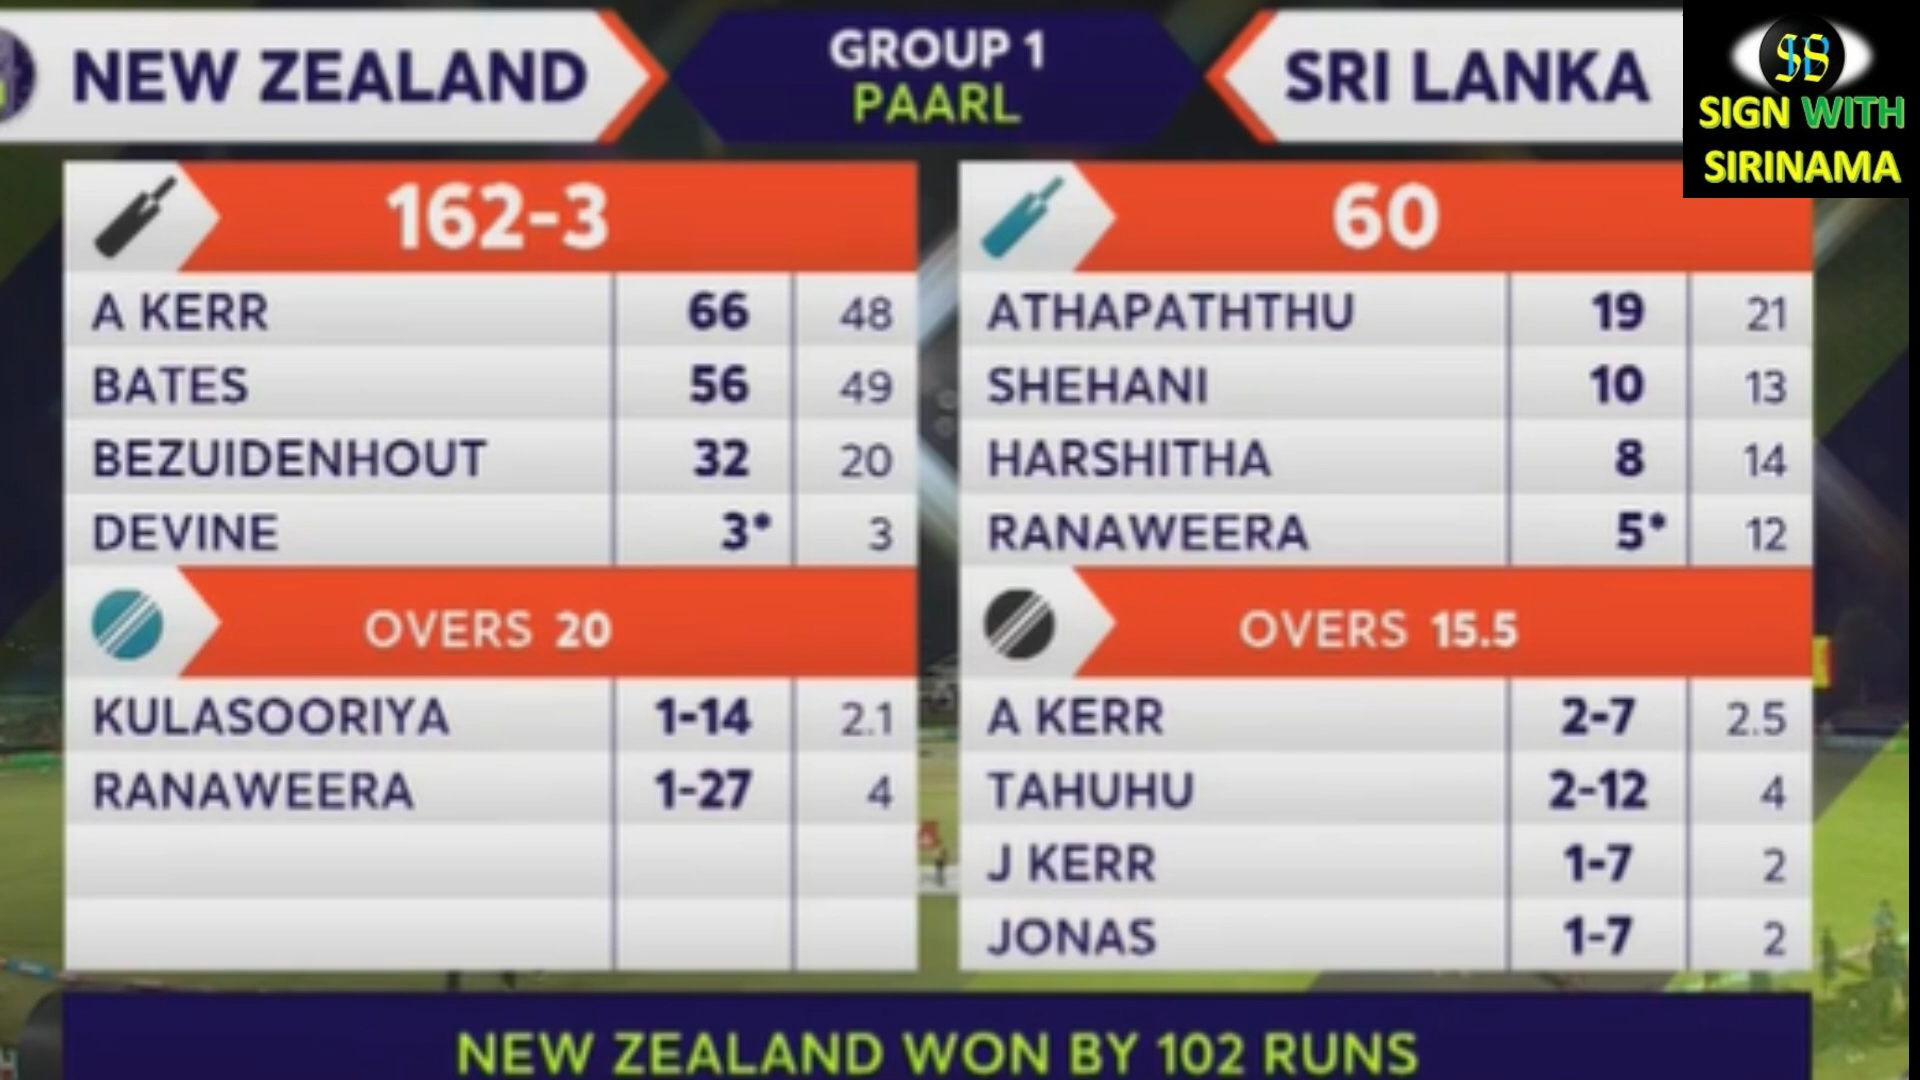 NEW ZEALAND
GROUP 1
PAARL
SRI LANKA
SB
SIGN WITH
SIRINAMA
162-3
A KERR 66 48
BATES 56 49
BEZUIDENHOUT 32 20
DEVINE 3* 3
OVERS 20
KULASOORIYA 1-14 2.1
RANAWEERA 1-27 4
60
ATHAPATHTHU 19 21
SHEHANI 10 13
HARSHITHA 8 14
RANAWEERA 5* 12
OVERS 15.5
A KERR 2-7 2.5
TAHUHU 2-12 4
J KERR 1-7 2
JONAS 1-7 2
NEW ZEALAND WON BY 102 RUNS